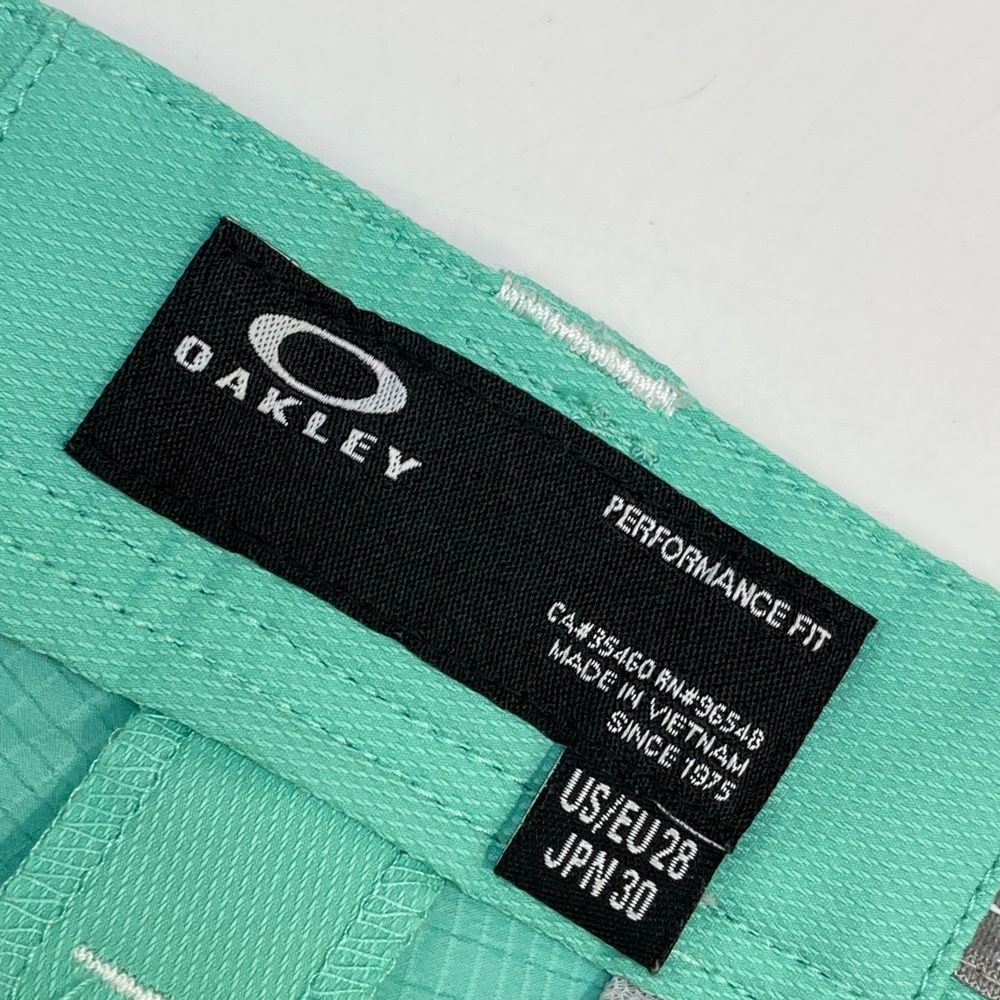 OAKLEY
PERFORMANCE FIT
CA#35460 RN#96548
MADE IN VIETNAM
SINCE 1975
US/EU 28
JPN 30